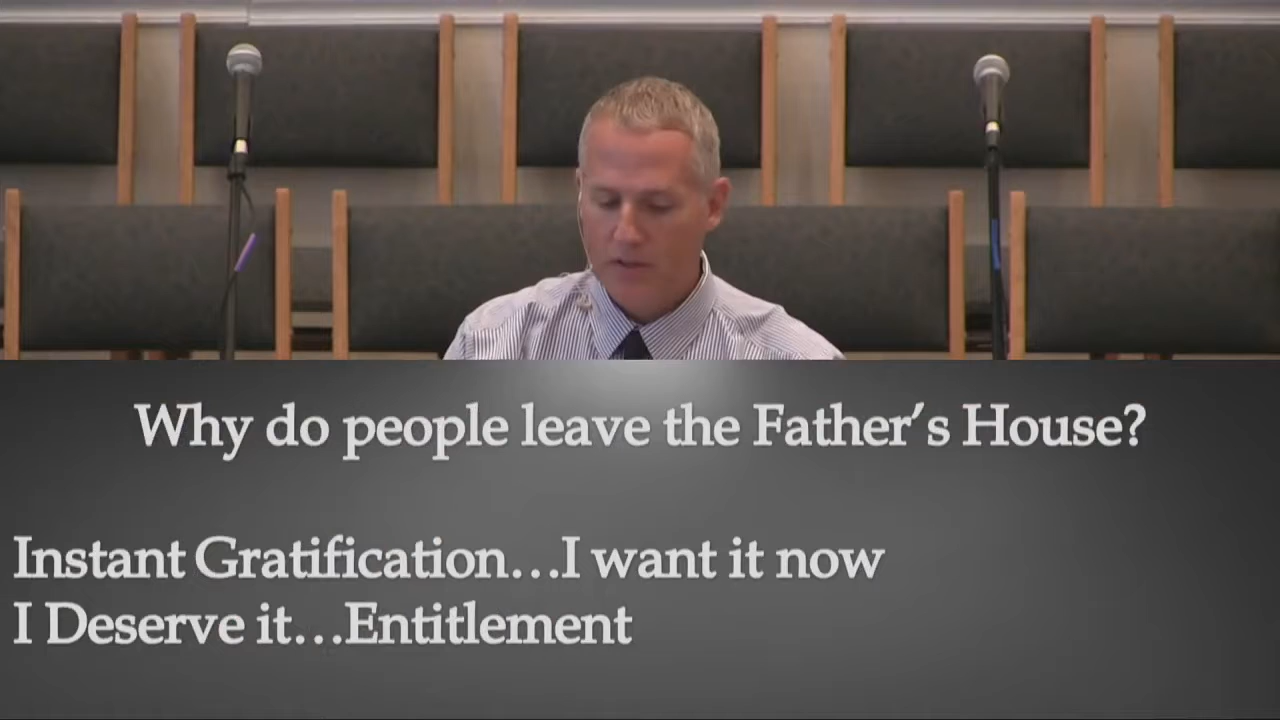 Why do people leave the Father's House?
Instant Gratification...I want it now
I Deserve it...Entitlement